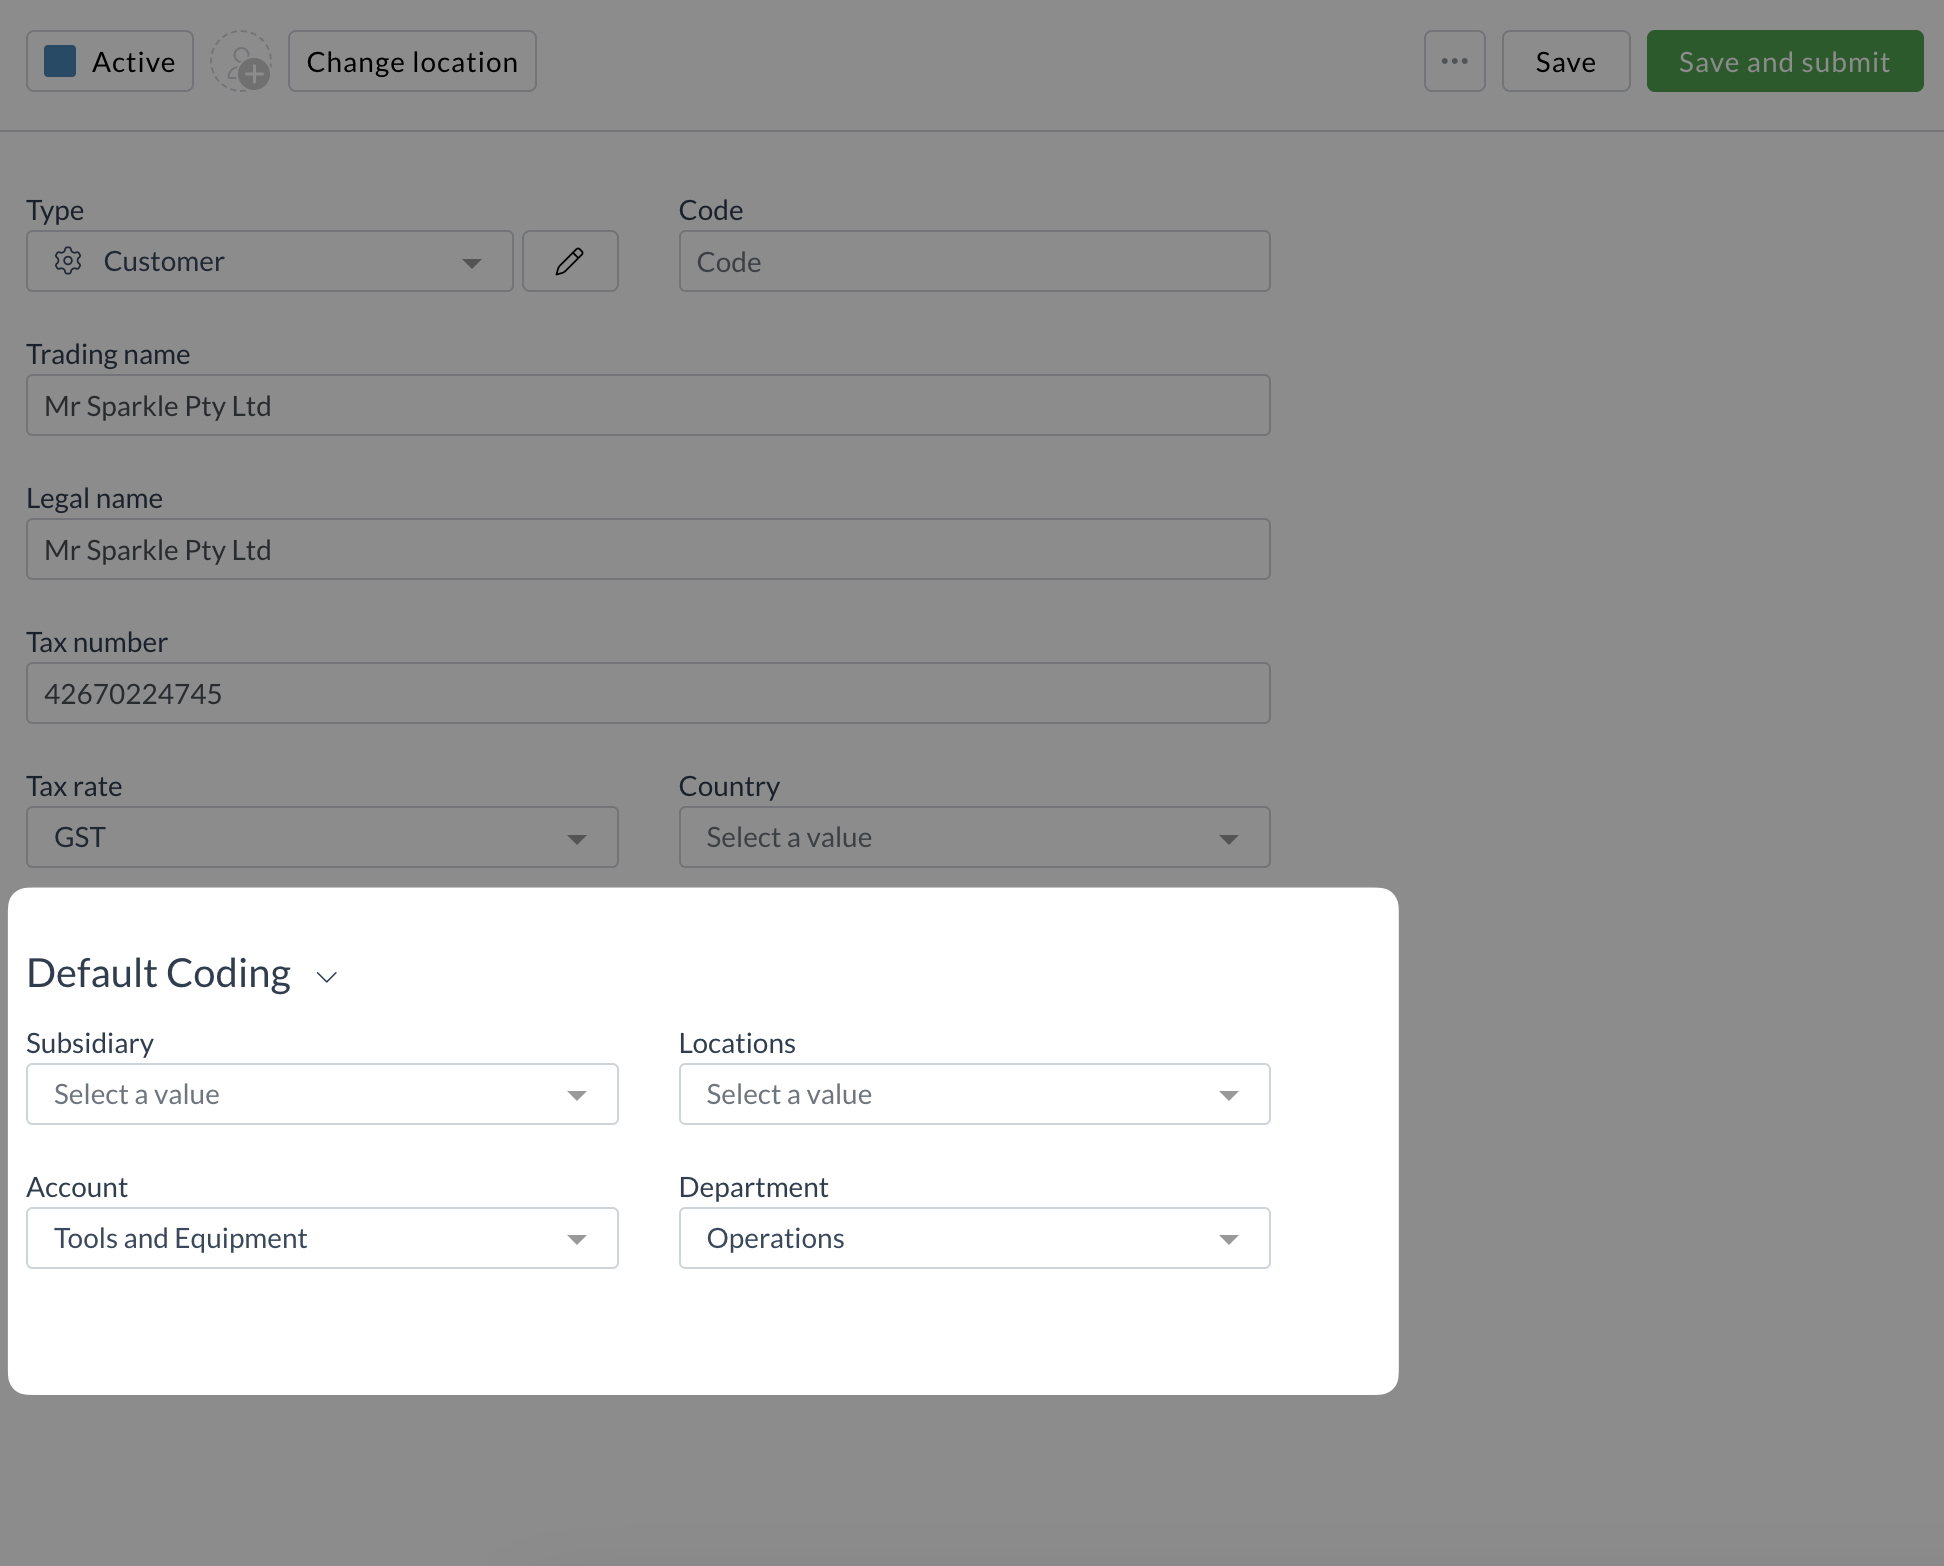 Active
Change location
Save
Save and submit
Type
Code
Customer
Code
Trading name
Mr Sparkle Pty Ltd
Legal name
Mr Sparkle Pty Ltd
Tax number
42670224745
Tax rate
Country
GST
Select a value
Default Coding
Subsidiary
Locations
Select a value
Select a value
Account
Department
Tools and Equipment
Operations